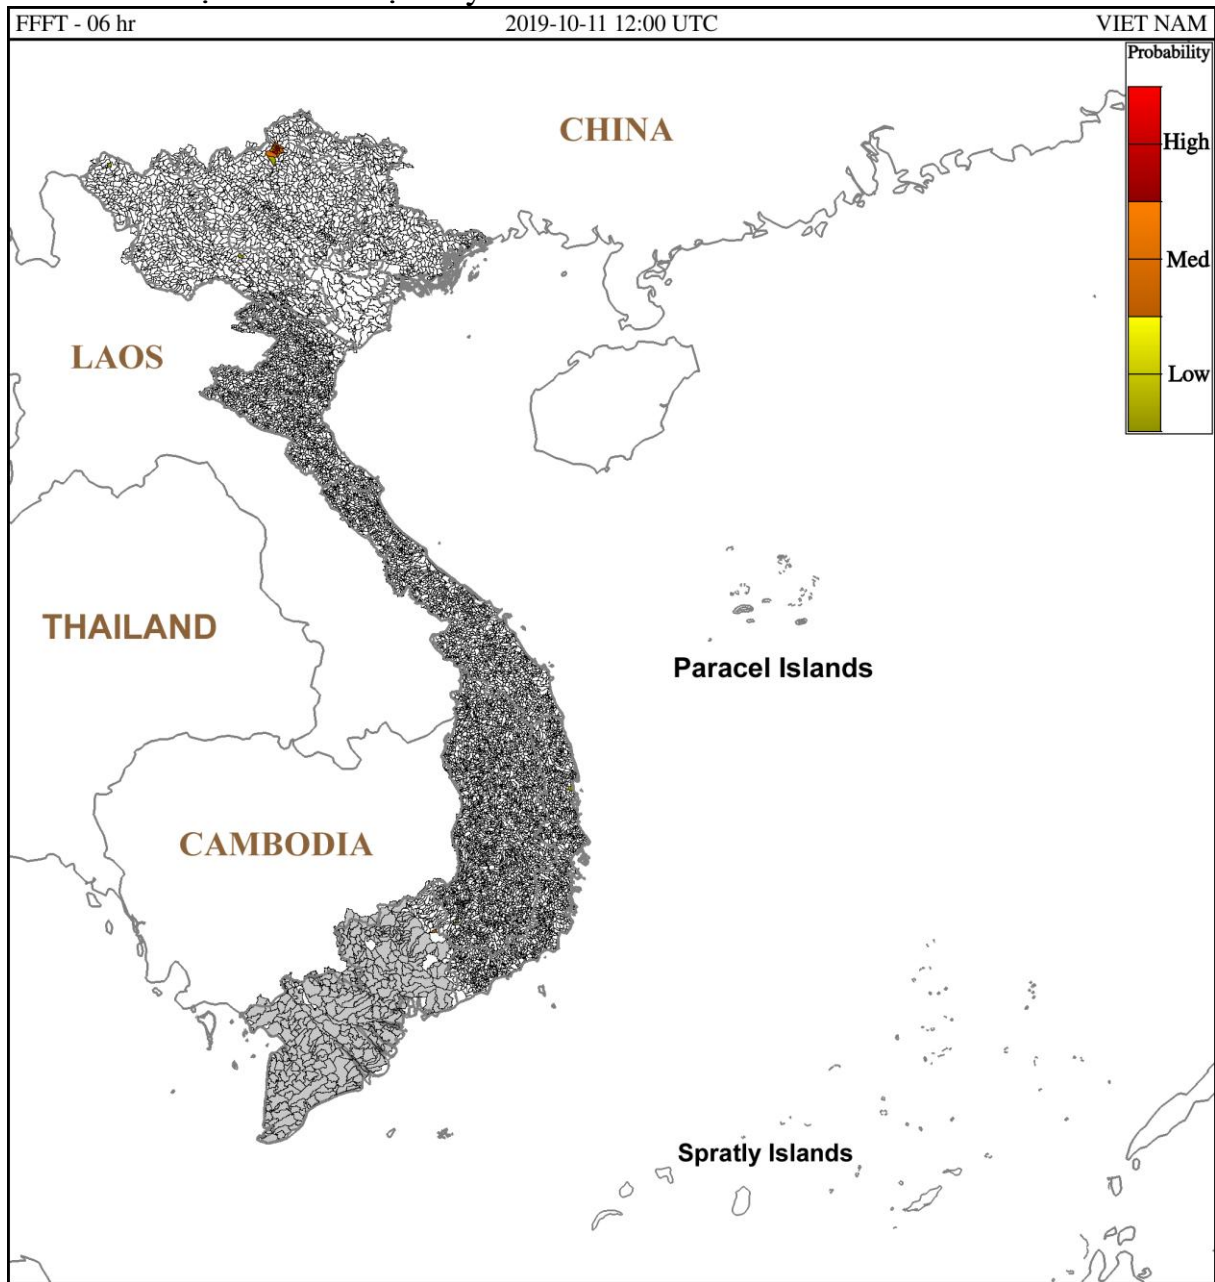 FFFT - 06 hr 2019-10-11 12:00 UTC VIET NAM
Probability
CHINA
High
Med
LAOS
Low
THAILAND
Paracel Islands
CAMBODIA
Spratly Islands